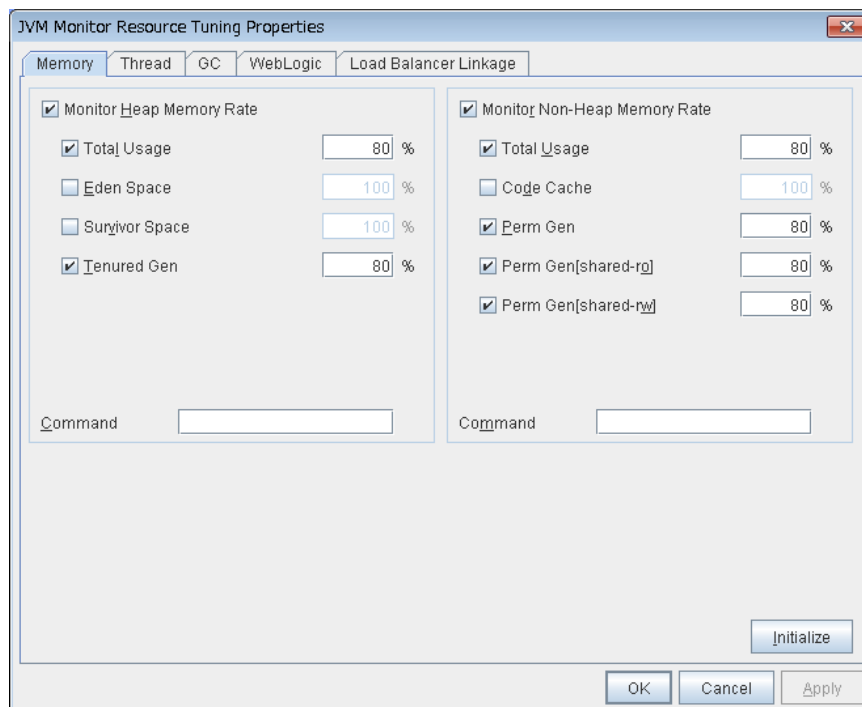 JVM Monitor Resource Tuning Properties
Memory Thread GC WebLogic Load Balancer Linkage
Monitor Heap Memory Rate
Total Usage 80 %
Eden Space 100 %
Survivor Space 100 %
Tenured Gen 80 %
Command
Monitor Non-Heap Memory Rate
Total Usage 80 %
Code Cache 100 %
Perm Gen 80 %
Perm Gen[shared-ro] 80 %
Perm Gen[shared-rw] 80 %
Command
Initialize
OK Cancel Apply